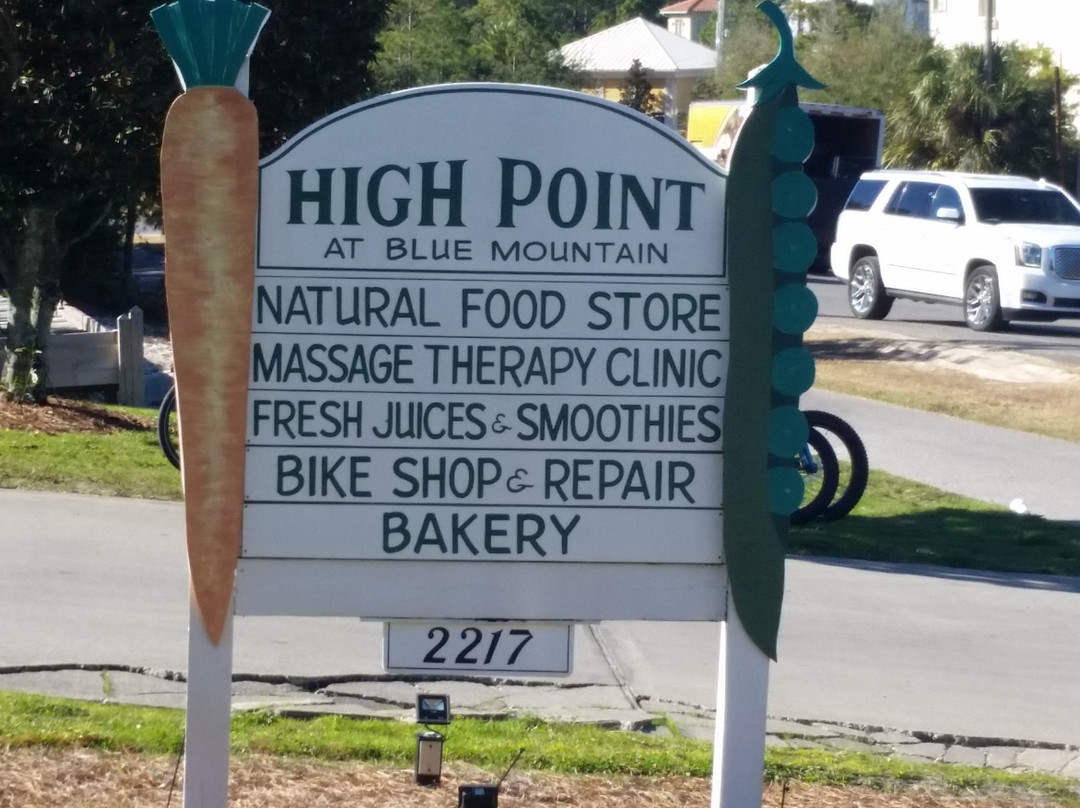 HIGH POINT
AT BLUE MOUNTAIN
NATURAL FOOD STORE
MASSAGE THERAPY CLINIC
FRESH JUICES & SMOOTHIES
BIKE SHOP & REPAIR
BAKERY
2217